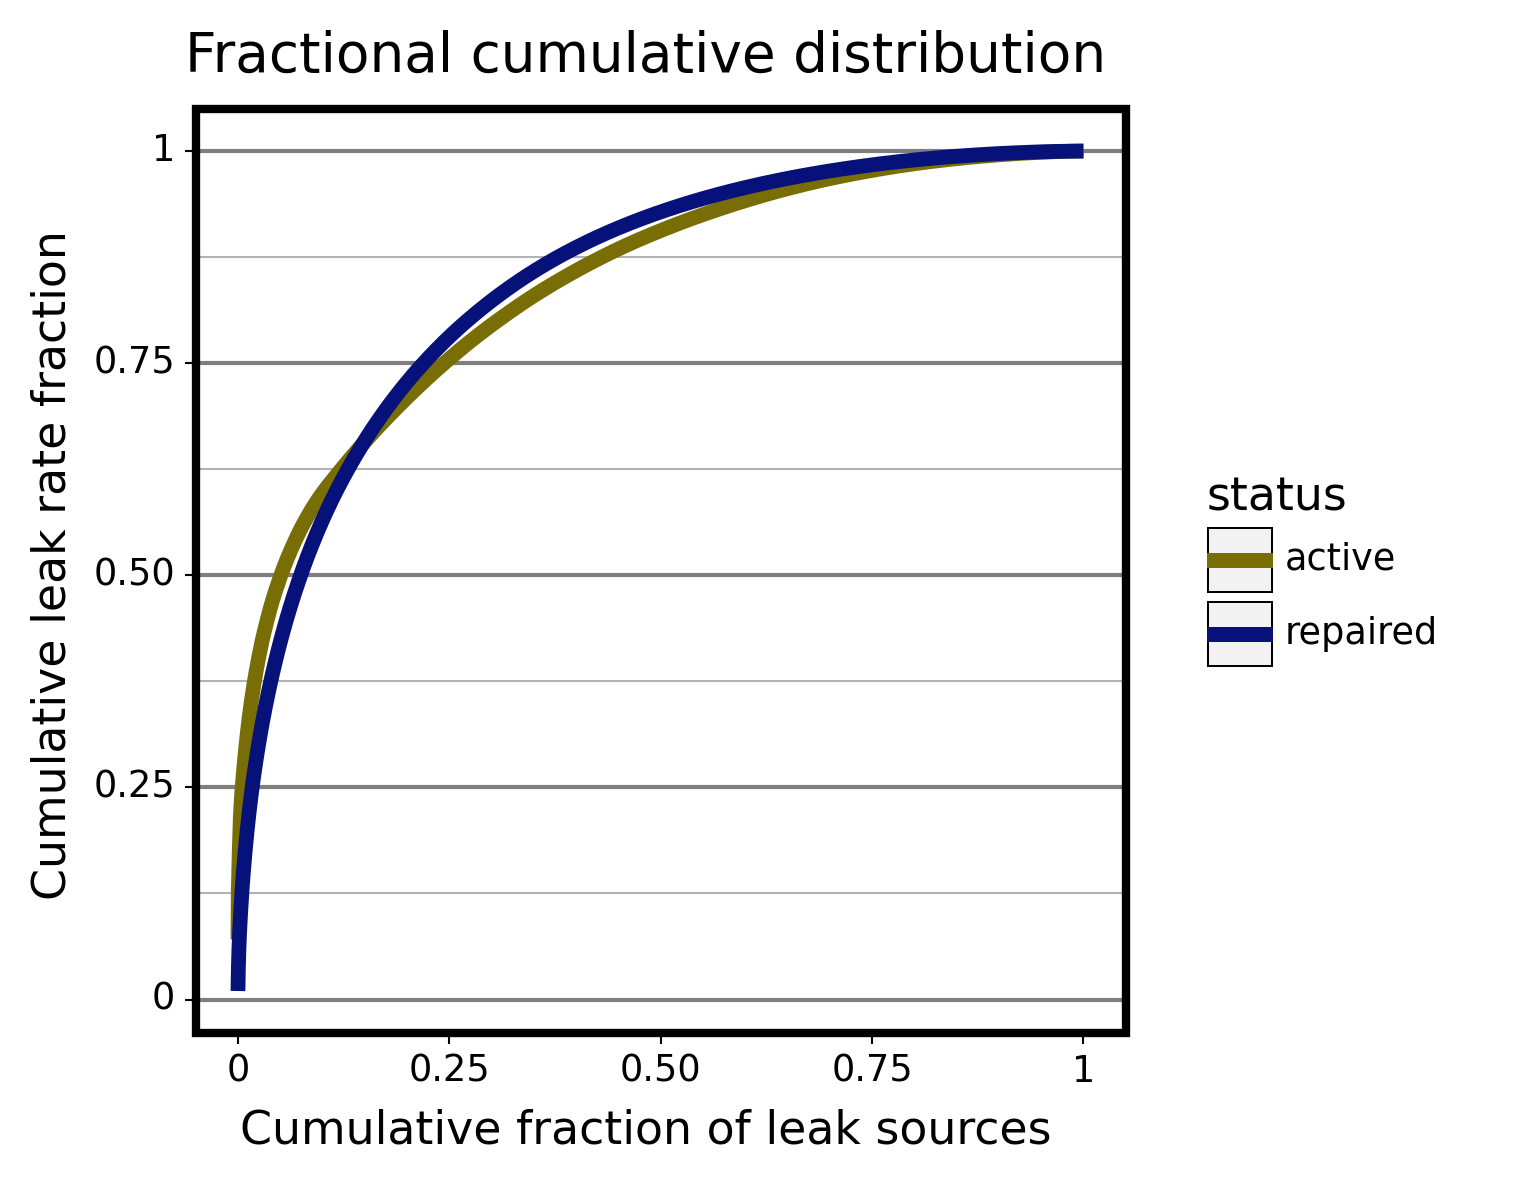 Fractional cumulative distribution
Cumulative leak rate fraction
1
0.75
0.50
0.25
0
0
0.25
0.50
0.75
1
Cumulative fraction of leak sources
status
active
repaired